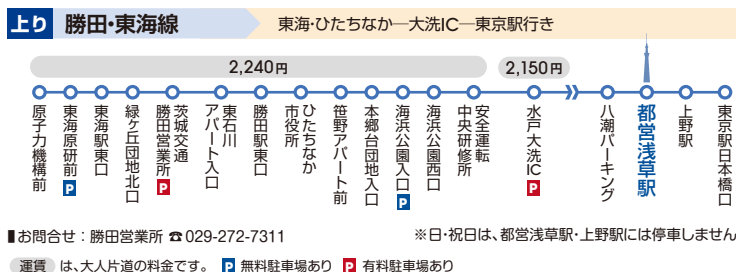 上り 勝田・東海線 東海・ひたちなか―大洗IC―東京駅行き
2,240円 2,150円
原子力機構前
東海原研前 P
東海駅東口
緑ヶ丘団地北口
茨城交通
勝田営業所 P
東石川
アパート入口
勝田駅東口
ひたちなか
市役所
笹野アパート前
本郷台団地入口
海浜公園入口 P
海浜公園西口
安全運転
中央研修所
水戸大洗IC P
八潮パーキング
都営浅草駅
上野駅
東京駅日本橋口
■お問合せ：勝田営業所 ☎029-272-7311
※日・祝日は、都営浅草駅・上野駅には停車しません
運賃 は、大人片道の料金です。 P 無料駐車場あり P 有料駐車場あり